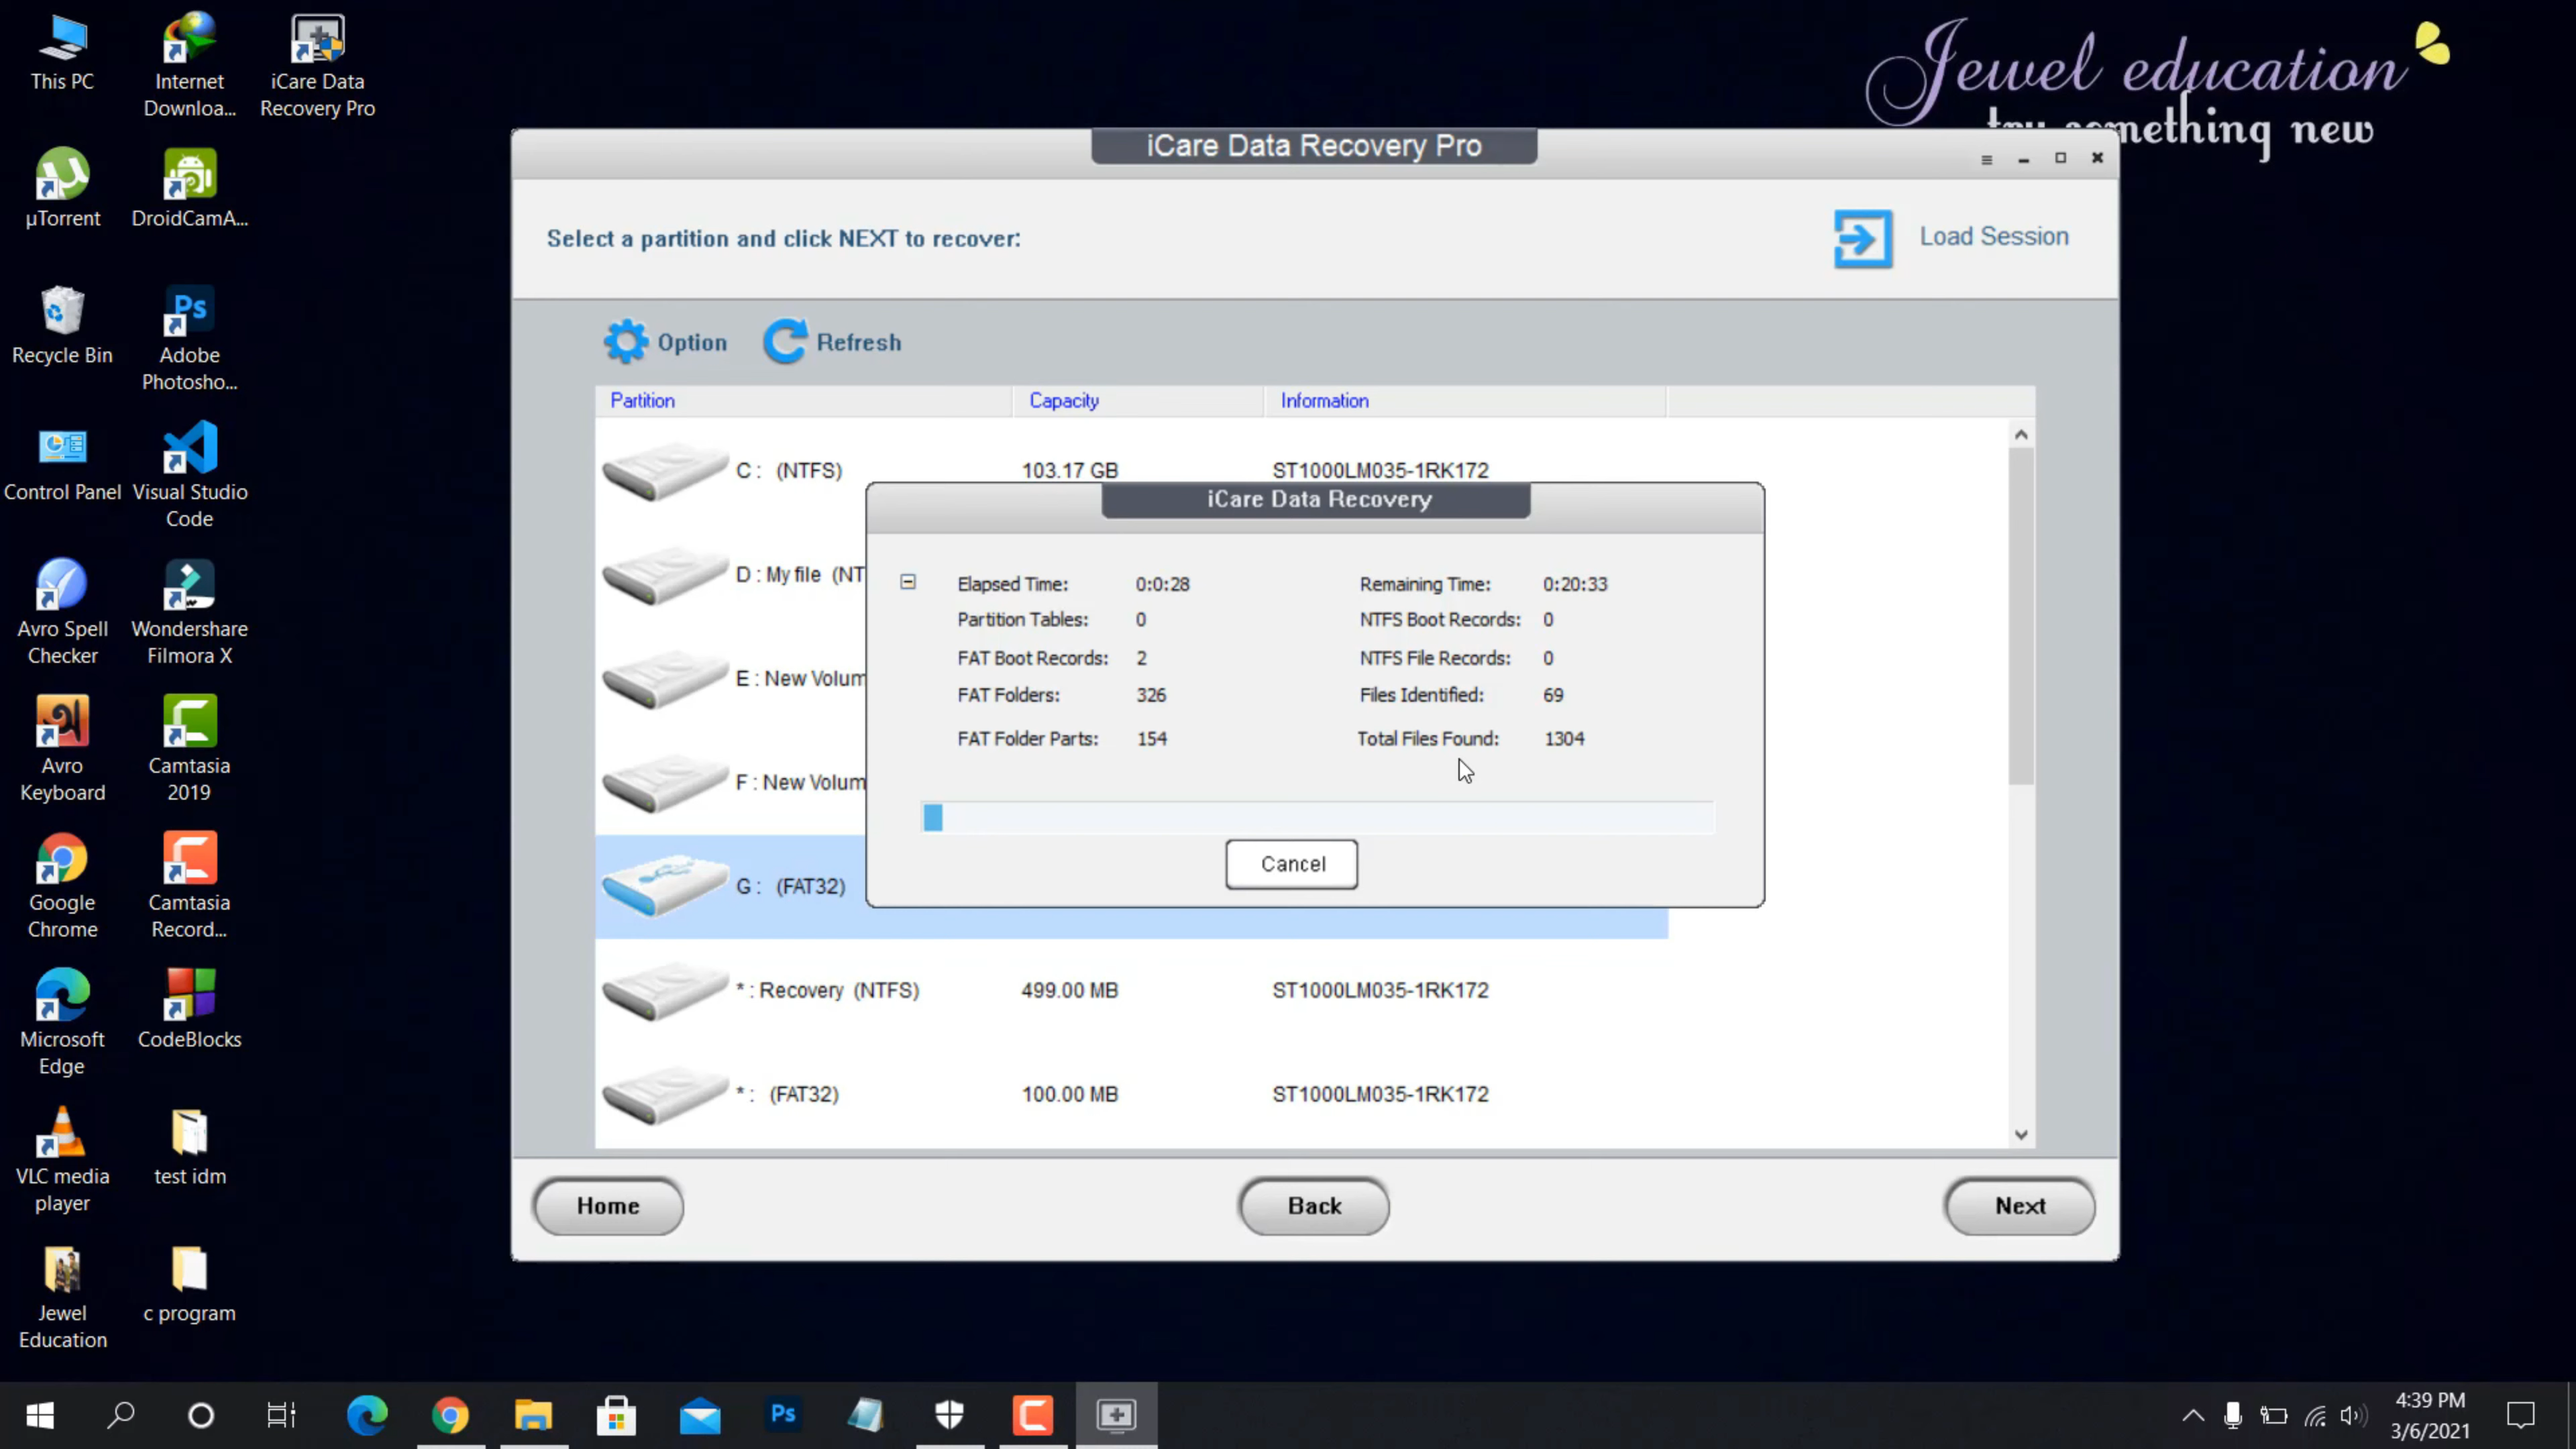 This PC
Internet
Downloa...
iCare Data
Recovery Pro
µTorrent
DroidCamA...
Recycle Bin
Ps
Adobe
Photosho...
Control Panel
Visual Studio
Code
Avro Spell
Checker
Wondershare
Filmora X
Avro
Keyboard
Camtasia
2019
Google
Chrome
Camtasia
Record...
Microsoft
Edge
CodeBlocks
VLC media
player
test idm
Jewel
Education
c program
Jewel education
try something new
iCare Data Recovery Pro
Select a partition and click NEXT to recover:
Load Session
Option
Refresh
Partition Capacity Information
C : (NTFS) 103.17 GB ST1000LM035-1RK172
D : My file (NT
E : New Volum
F : New Volum
G : (FAT32)
* : Recovery (NTFS) 499.00 MB ST1000LM035-1RK172
* : (FAT32) 100.00 MB ST1000LM035-1RK172
iCare Data Recovery
Elapsed Time: 0:0:28 Remaining Time: 0:20:33
Partition Tables: 0 NTFS Boot Records: 0
FAT Boot Records: 2 NTFS File Records: 0
FAT Folders: 326 Files Identified: 69
FAT Folder Parts: 154 Total Files Found: 1304
Cancel
Home
Back
Next
Ps
4:39 PM
3/6/2021